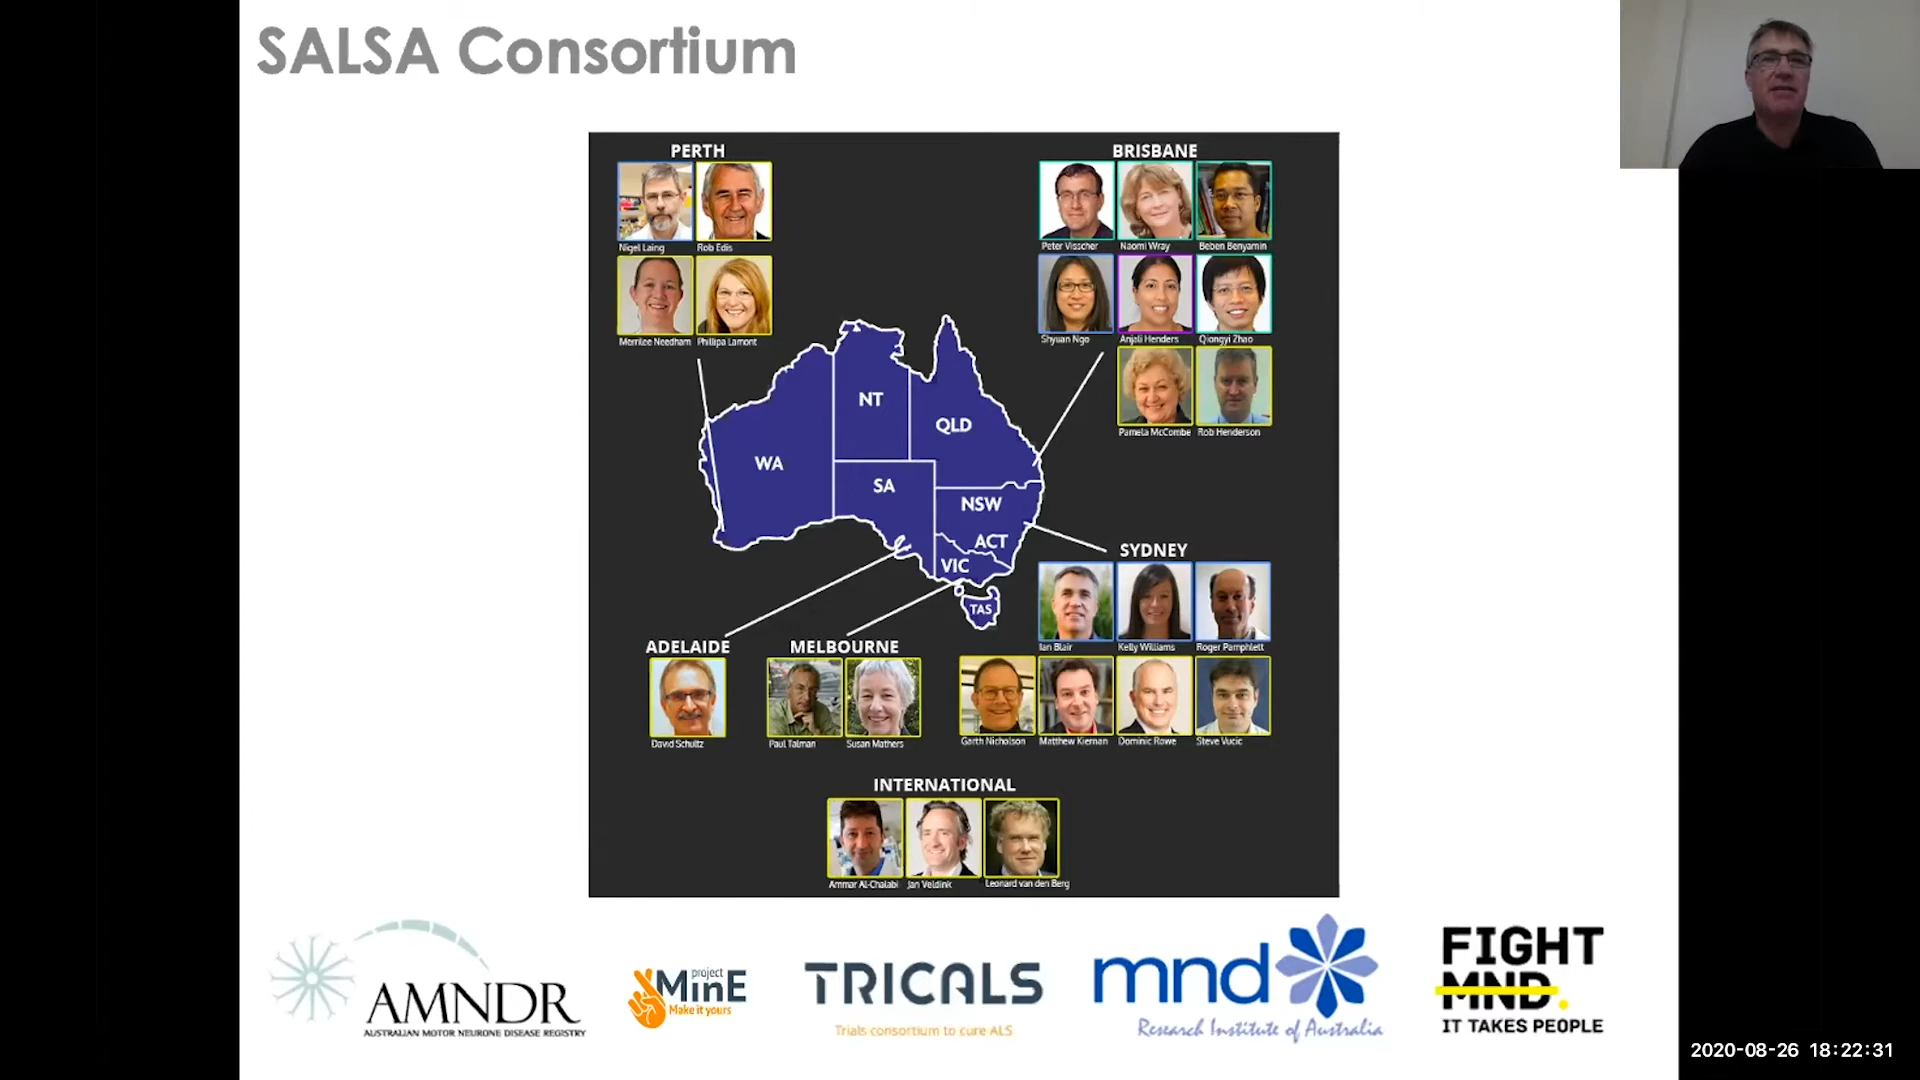 SALSA Consortium
PERTH
Nigel Laing Rob Edis
Merrilee Needham Phillipa Lamont
BRISBANE
Peter Visscher Naomi Wray Beben Benyamin
Shyuan Ngo Anjali Henders Qiongyi Zhao
Pamela McCombe Rob Henderson
NT
QLD
WA
SA
NSW
ACT
VIC
TAS
SYDNEY
Ian Blair Kelly Williams Roger Pamphlett
Garth Nicholson Matthew Kiernan Dominic Rowe Steve Vucic
ADELAIDE
David Schultz
MELBOURNE
Paul Talman Susan Mathers
INTERNATIONAL
Ammar Al-Chalabi Jan Veldink Leonard van den Berg
AMNDR
AUSTRALIAN MOTOR NEURONE DISEASE REGISTRY
project
MinE
Make it yours
TRICALS
Trials consortium to cure ALS
mnd
Research Institute of Australia
FIGHT
MND.
IT TAKES PEOPLE
2020-08-26 18:22:31